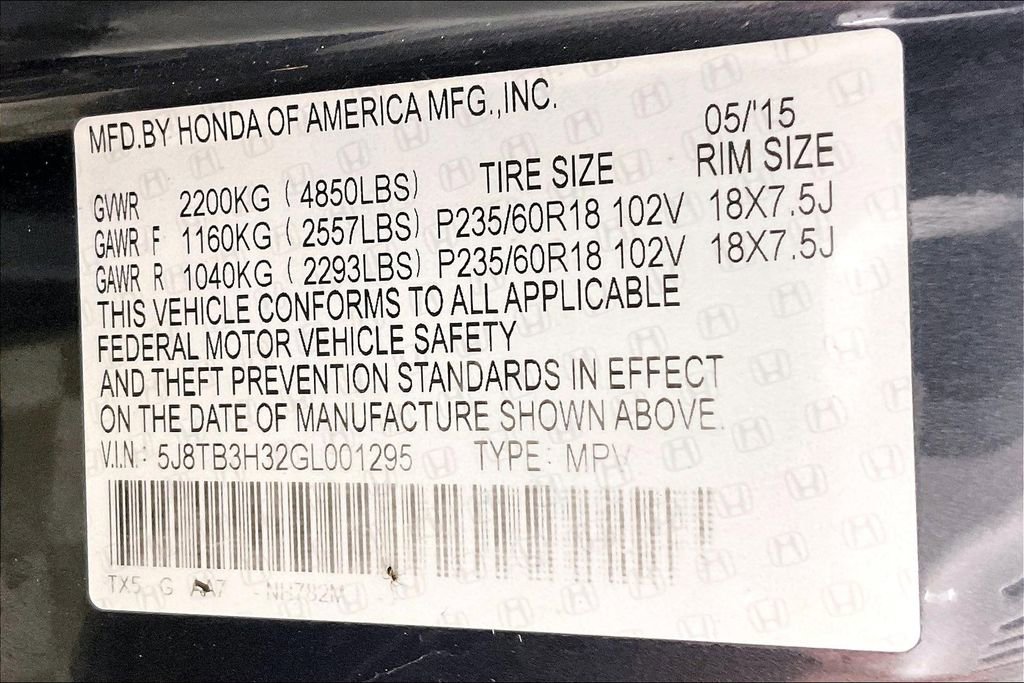 MFD.BY HONDA OF AMERICA MFG.,INC.
05/'15
TIRE SIZE RIM SIZE
GVWR 2200KG ( 4850LBS)
GAWR F 1160KG ( 2557LBS) P235/60R18 102V 18X7.5J
GAWR R 1040KG ( 2293LBS) P235/60R18 102V 18X7.5J
THIS VEHICLE CONFORMS TO ALL APPLICABLE
FEDERAL MOTOR VEHICLE SAFETY
AND THEFT PREVENTION STANDARDS IN EFFECT
ON THE DATE OF MANUFACTURE SHOWN ABOVE.
V.I.N.: 5J8TB3H32GL001295 TYPE: MPV
TX5 G AA7 - NH782M